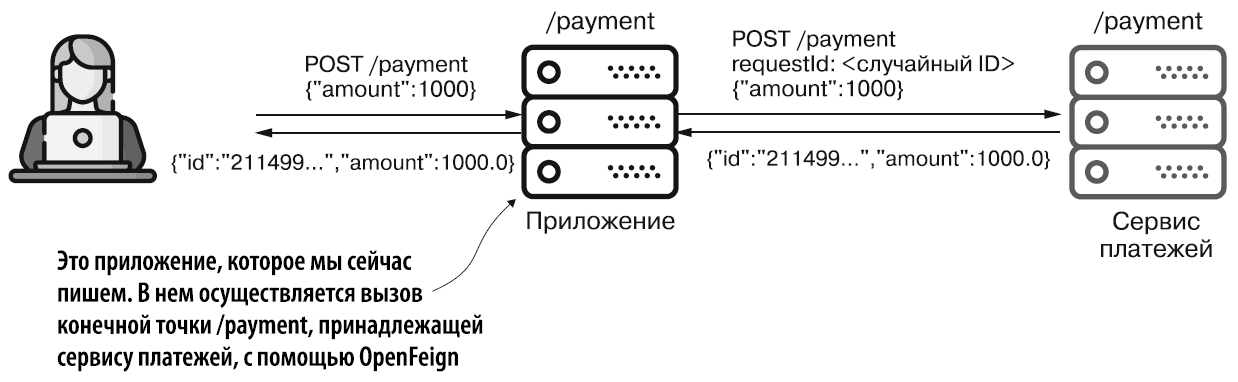 /payment
POST /payment
{"amount":1000}
{"id":"211499...","amount":1000.0}
Приложение
POST /payment
requestId: <случайный ID>
{"amount":1000}
{"id":"211499...","amount":1000.0}
/payment
Сервис
платежей
Это приложение, которое мы сейчас
пишем. В нем осуществляется вызов
конечной точки /payment, принадлежащей
сервису платежей, с помощью OpenFeign